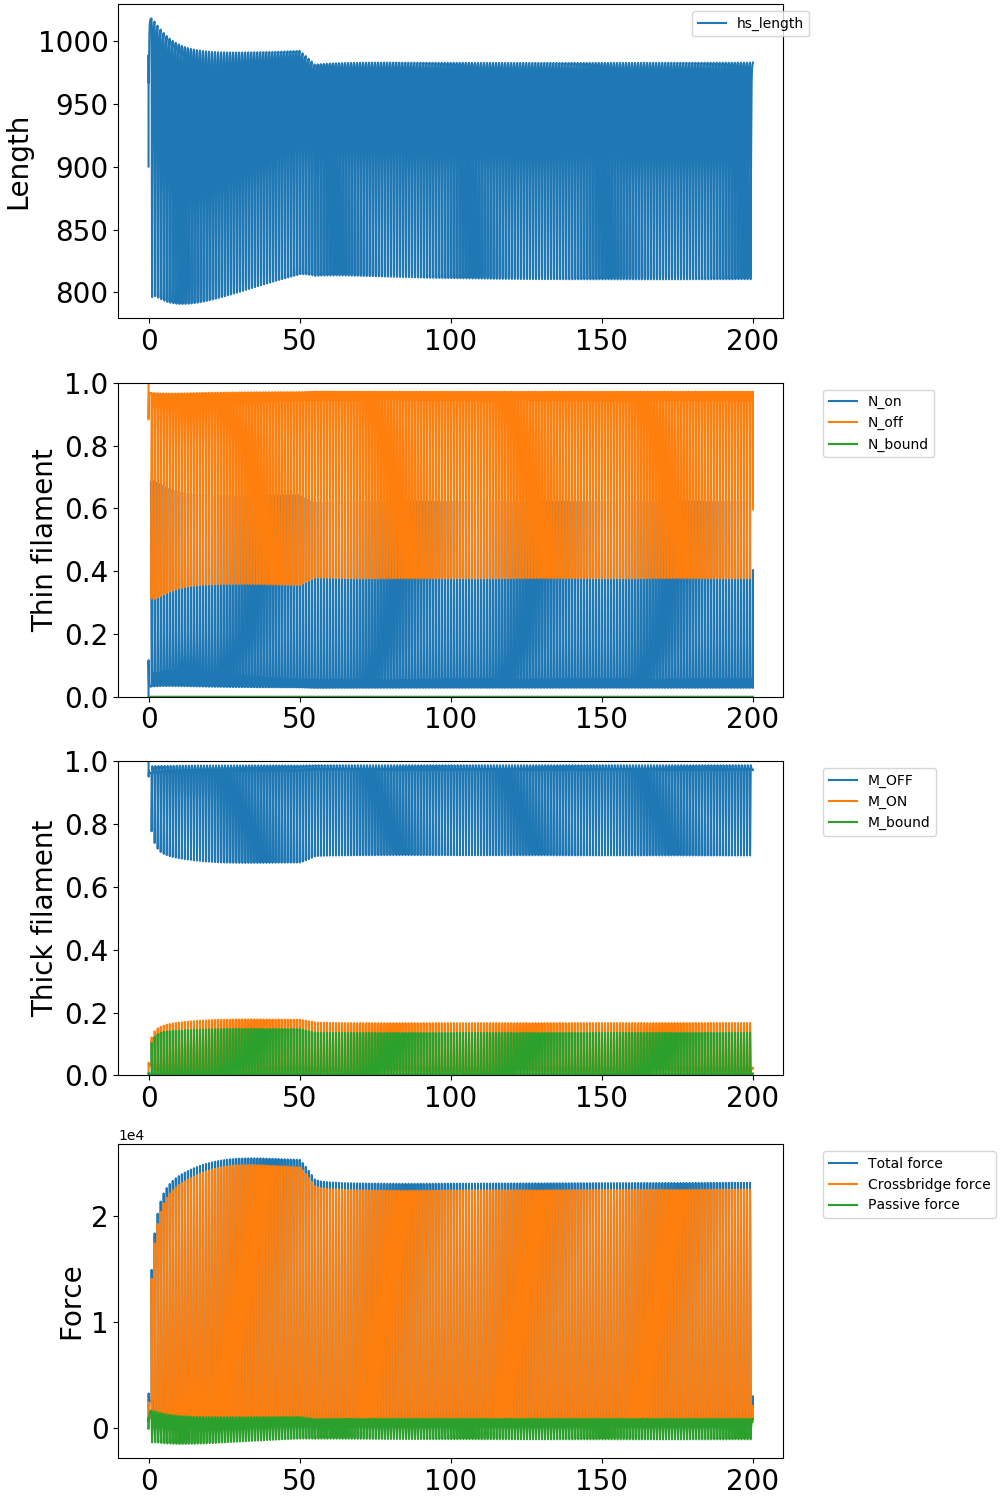 hs_length
Length
1000
950
900
850
800
0 50 100 150 200
N_on
N_off
N_bound
Thin filament
1.0
0.8
0.6
0.4
0.2
0.0
0 50 100 150 200
M_OFF
M_ON
M_bound
Thick filament
1.0
0.8
0.6
0.4
0.2
0.0
0 50 100 150 200
1e4
Total force
Crossbridge force
Passive force
Force
2
1
0
0 50 100 150 200